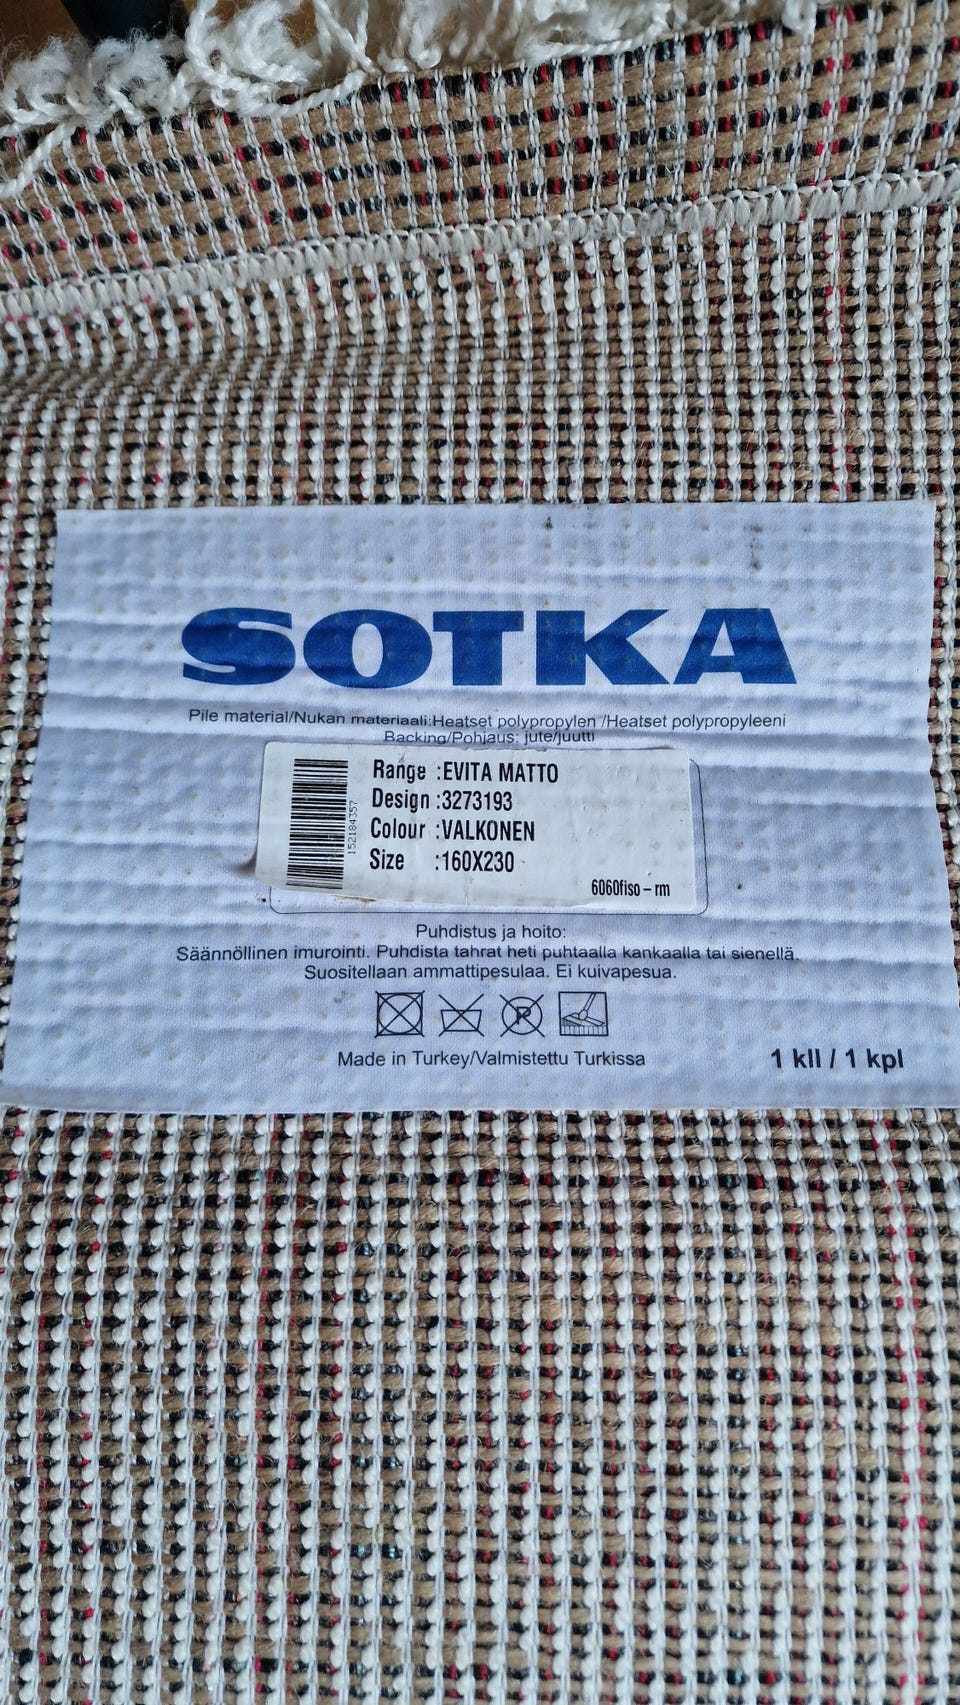 SOTKA
Pile material/Nukan materiaali:Heatset polypropylen /Heatset polypropyleeni
Backing/Pohjaus: jute/juutti
Range :EVITA MATTO
Design :3273193
Colour :VALKONEN
Size :160X230
152184357
6060fiso – rm
Puhdistus ja hoito:
Säännöllinen imurointi. Puhdista tahrat heti puhtaalla kankaalla tai sienellä.
Suositellaan ammattipesulaa. Ei kuivapesua.
P
Made in Turkey/Valmistettu Turkissa
1 kll / 1 kpl